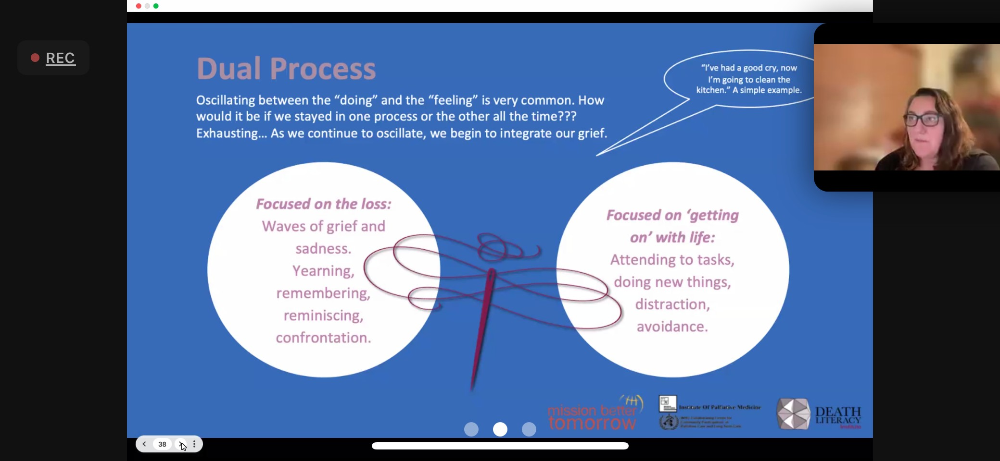 REC
Dual Process
Oscillating between the “doing” and the “feeling” is very common. How
would it be if we stayed in one process or the other all the time???
Exhausting... As we continue to oscillate, we begin to integrate our grief.
“I’ve had a good cry, now
I’m going to clean the
kitchen.” A simple example.
Focused on the loss:
Waves of grief and
sadness.
Yearning,
remembering,
reminiscing,
confrontation.
Focused on ‘getting
on’ with life:
Attending to tasks,
doing new things,
distraction,
avoidance.
mission better
tomorrow
Institute Of Palliative Medicine
DEATH
LITERACY
Institute
38